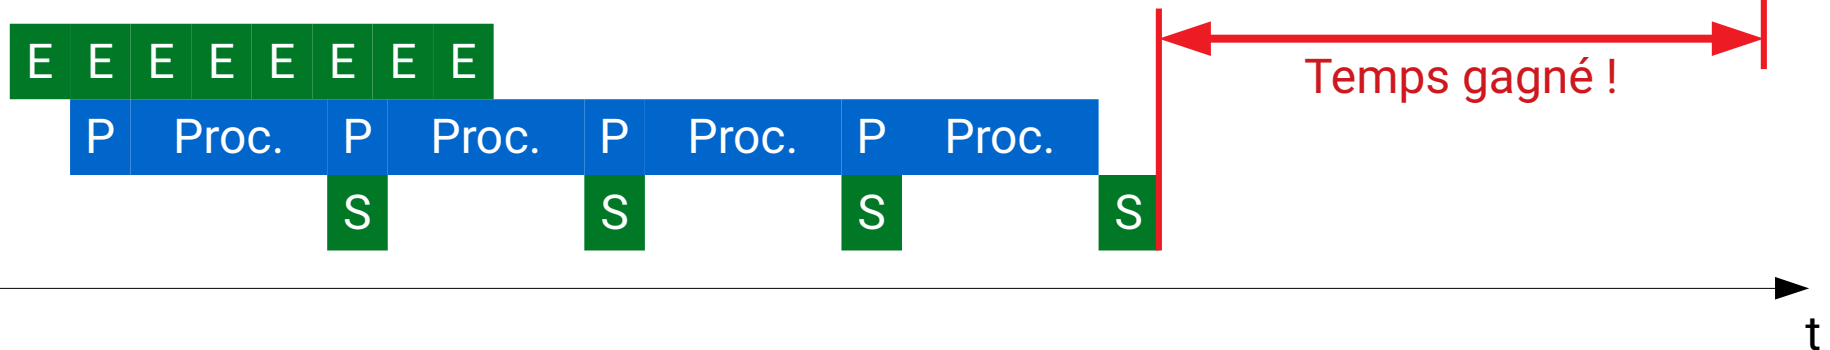 E E E E E E E E
Temps gagné !
P Proc. P Proc. P Proc. P Proc.
S S S S
t